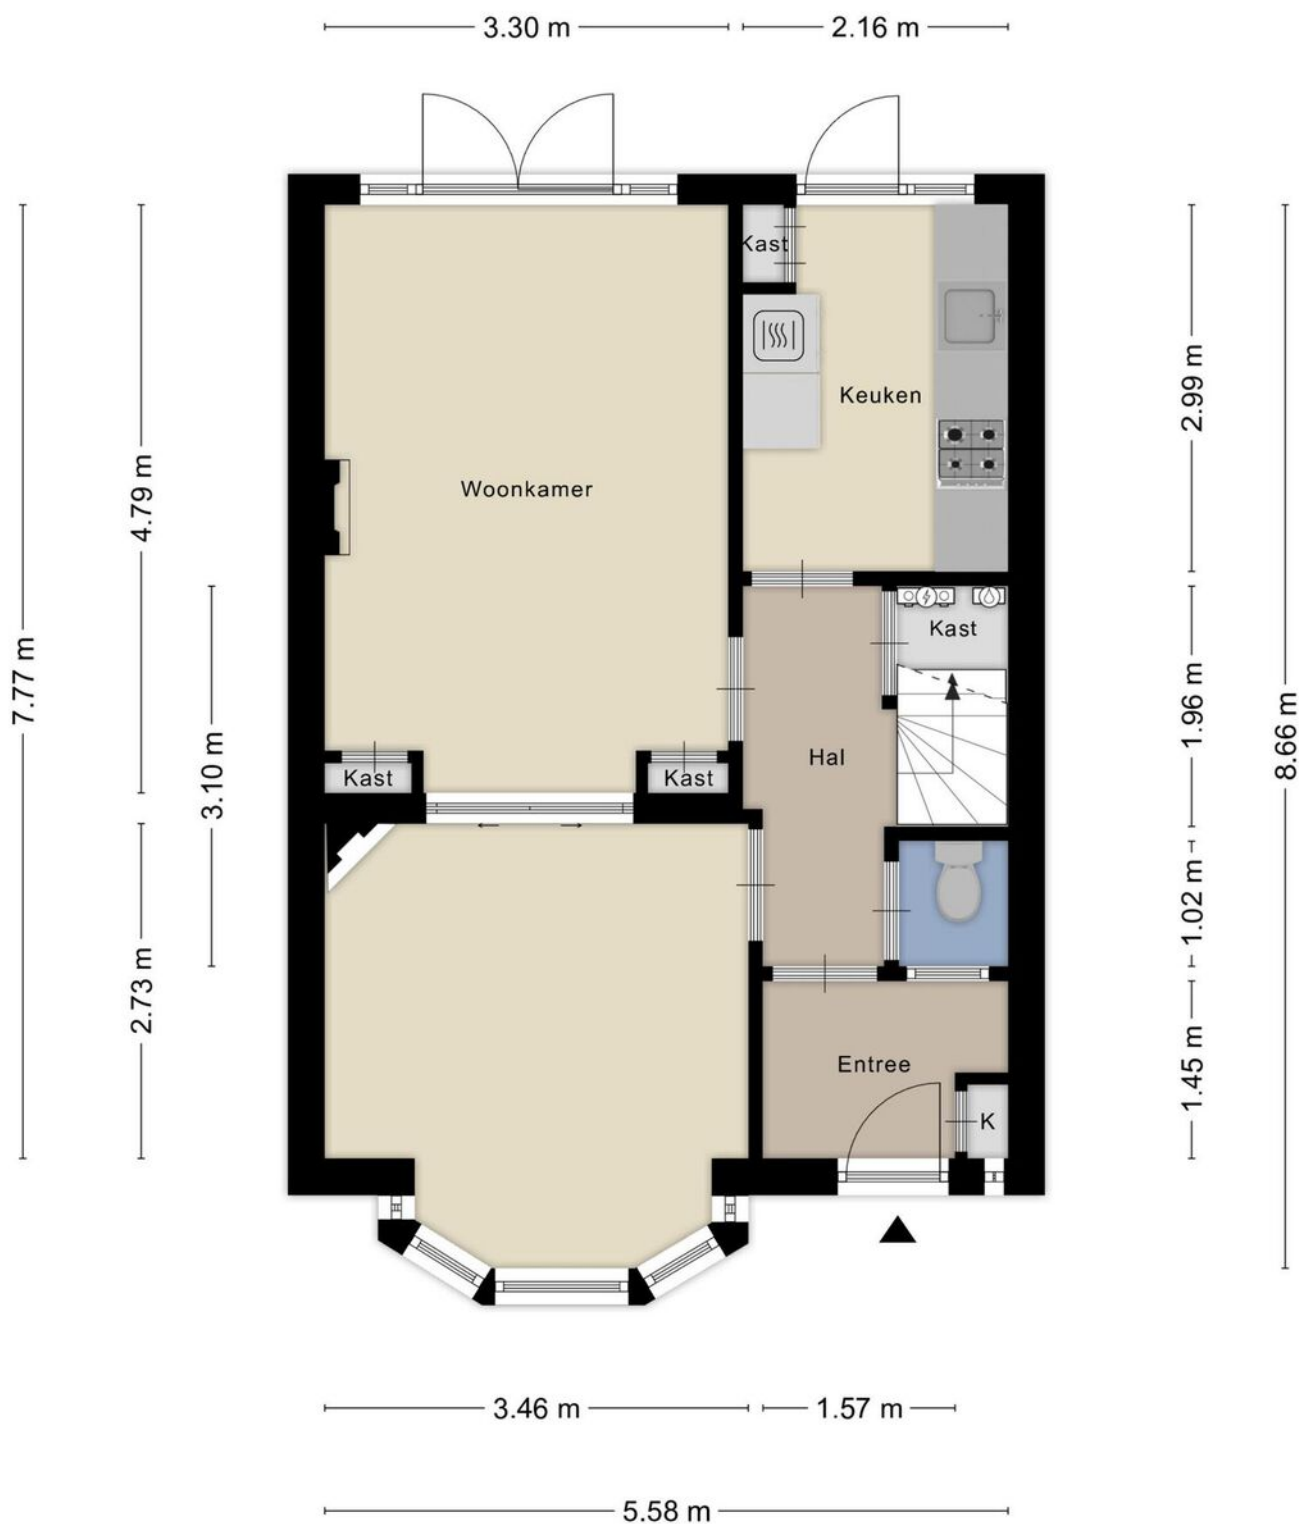 3.30 m
2.16 m
Kast
Keuken
2.99 m
Woonkamer
4.79 m
7.77 m
8.66 m
Kast
1.96 m
3.10 m
Hal
Kast
Kast
1.02 m
2.73 m
Entree
1.45 m
K
3.46 m
1.57 m
5.58 m